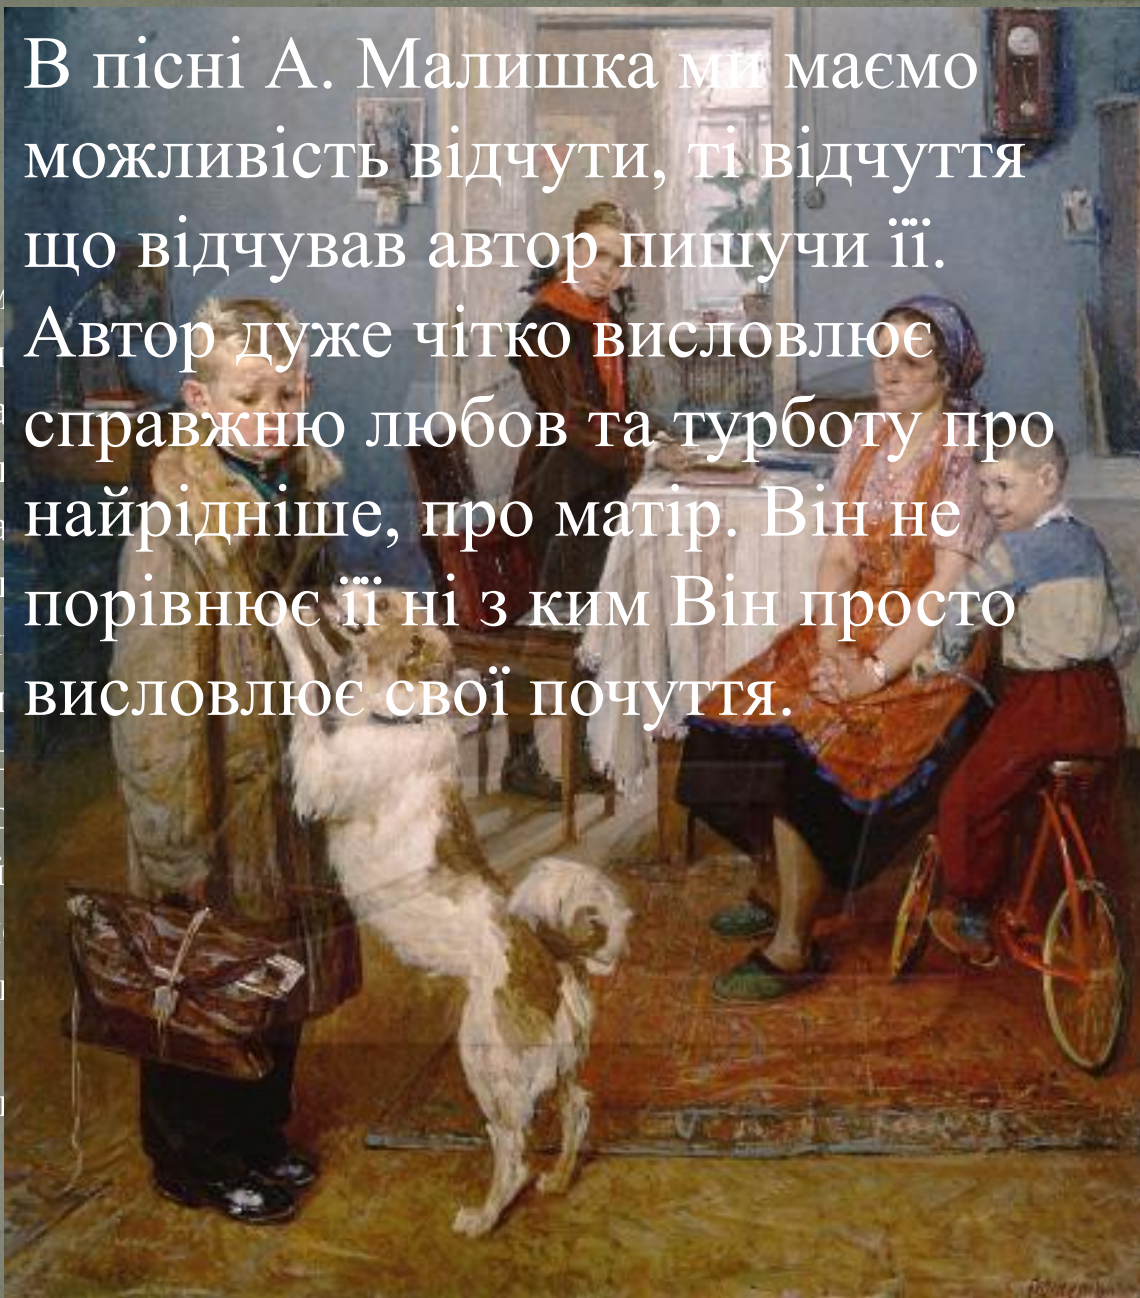 В пісні А. Малишка ми маємо
можливість відчути, ті відчуття
що відчував автор пишучи її.
Автор дуже чітко висловлює
справжню любов та турботу про
найрідніше, про матір. Він не
порівнює її ні з ким Він просто
висловлює свої почуття.